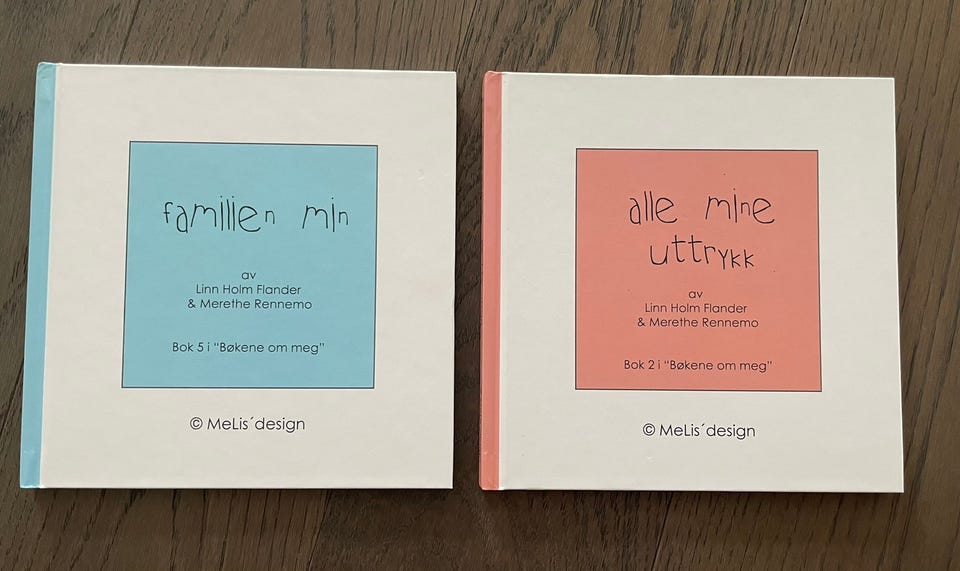 familien min
av
Linn Holm Flander
& Merethe Rennemo
Bok 5 i “Bøkene om meg”
© MeLis´design
alle mine
uttrykk
av
Linn Holm Flander
& Merethe Rennemo
Bok 2 i “Bøkene om meg”
© MeLis´design